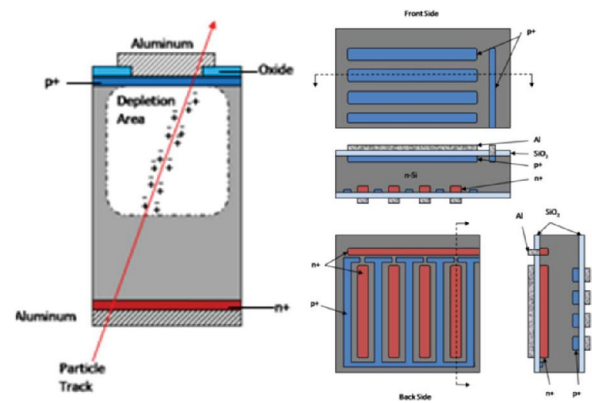 Aluminum
Oxide
p+
Depletion
Area
n+
Aluminum
Particle
Track
Front Side
p+
Al
SiO₂
p+
n+
n-Si
n+
p+
Back Side
Al
SiO₂
n+
p+